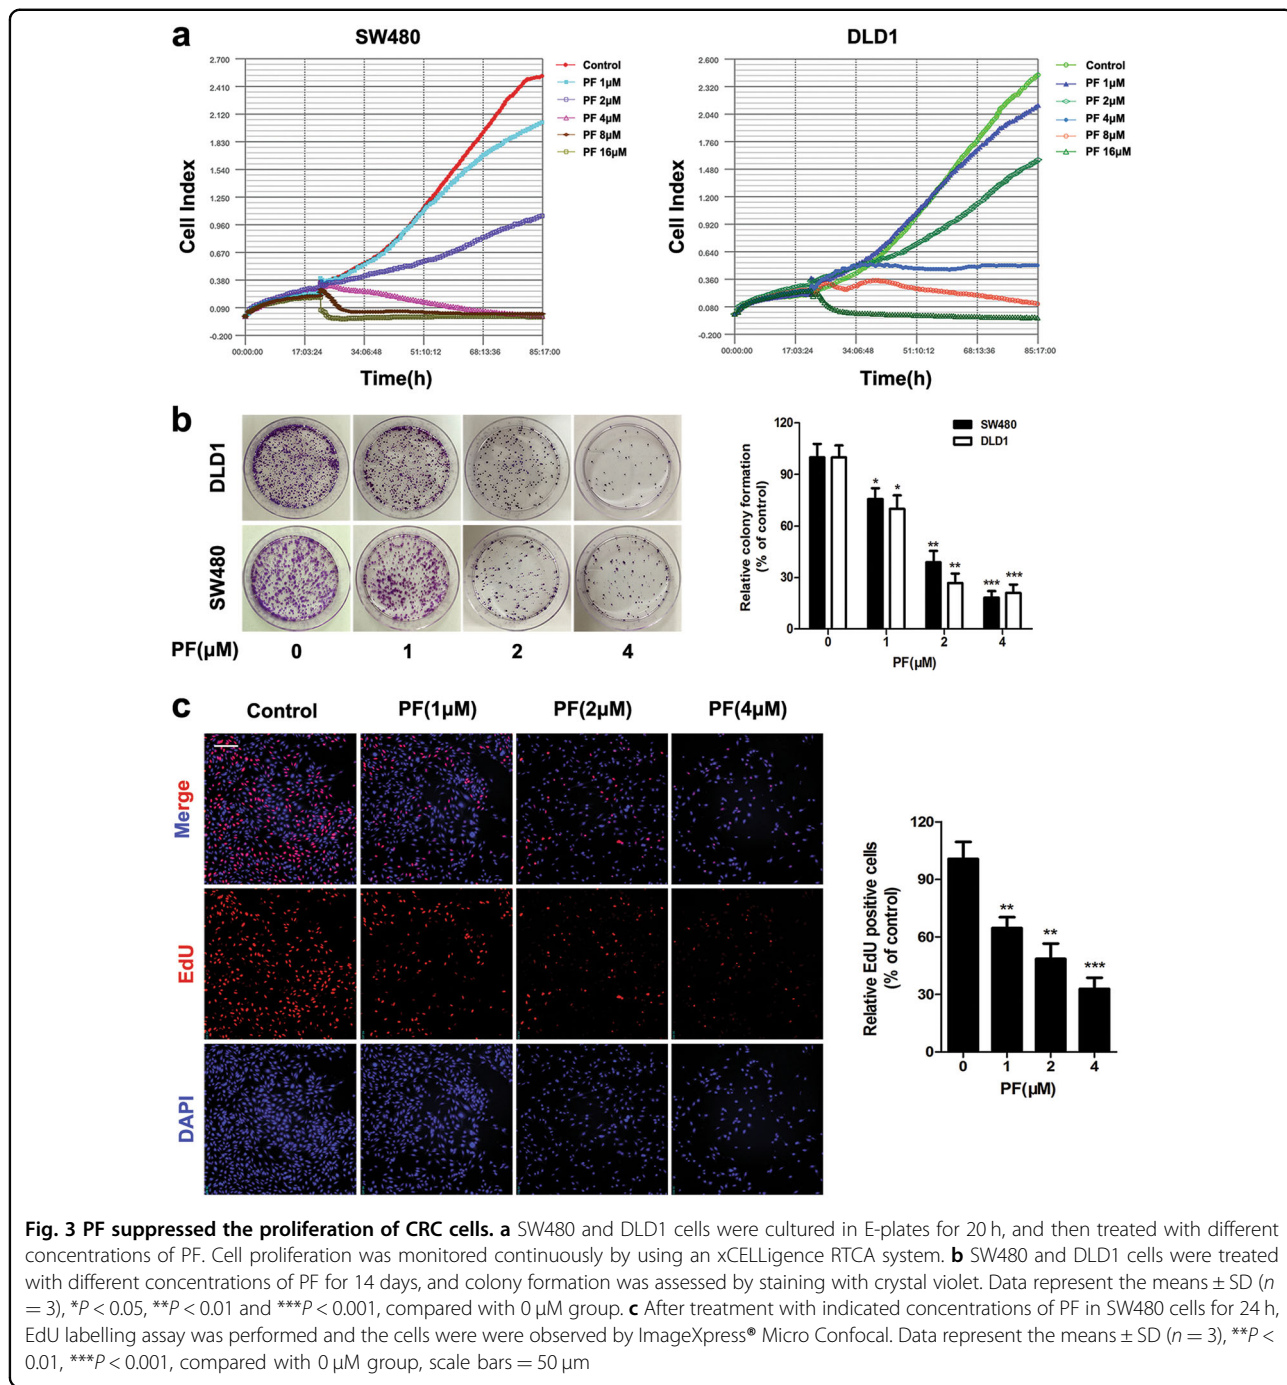 a
SW480
DLD1
2.700
2.410
2.120
1.830
1.540
1.250
0.960
0.670
0.380
0.090
-0.200
Cell Index
00:00:00 17:03:24 34:06:48 51:10:12 68:13:36 85:17:00
Time(h)
Control
PF 1μM
PF 2μM
PF 4μM
PF 8μM
PF 16μM
2.600
2.320
2.040
1.760
1.480
1.200
0.920
0.640
0.360
0.080
-0.200
Cell Index
00:00:00 17:03:24 34:06:48 51:10:12 68:13:36 85:17:00
Time(h)
Control
PF 1μM
PF 2μM
PF 4μM
PF 8μM
PF 16μM
b
DLD1
SW480
PF(μM) 0 1 2 4
120
90
60
30
0
Relative colony formation
(% of control)
SW480
DLD1
* *
** **
*** ***
0 1 2 4
PF(μM)
c
Control PF(1μM) PF(2μM) PF(4μM)
Merge
EdU
DAPI
120
90
60
30
0
Relative EdU positive cells
(% of control)
**
**
***
0 1 2 4
PF(μM)
Fig. 3 PF suppressed the proliferation of CRC cells. a SW480 and DLD1 cells were cultured in E-plates for 20 h, and then treated with different
concentrations of PF. Cell proliferation was monitored continuously by using an xCELLigence RTCA system. b SW480 and DLD1 cells were treated
with different concentrations of PF for 14 days, and colony formation was assessed by staining with crystal violet. Data represent the means ± SD (n
= 3), *P < 0.05, **P < 0.01 and ***P < 0.001, compared with 0 μM group. c After treatment with indicated concentrations of PF in SW480 cells for 24 h,
EdU labelling assay was performed and the cells were were observed by ImageXpress® Micro Confocal. Data represent the means ± SD (n = 3), **P <
0.01, ***P < 0.001, compared with 0 μM group, scale bars = 50 μm